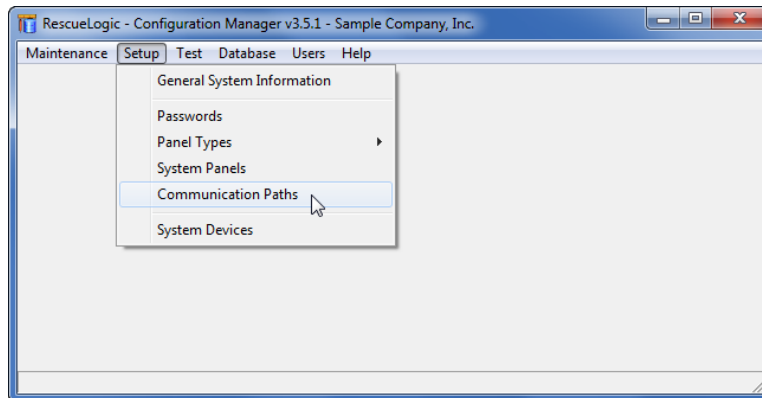 RescueLogic - Configuration Manager v3.5.1 - Sample Company, Inc.
Maintenance Setup Test Database Users Help
General System Information
Passwords
Panel Types
System Panels
Communication Paths
System Devices